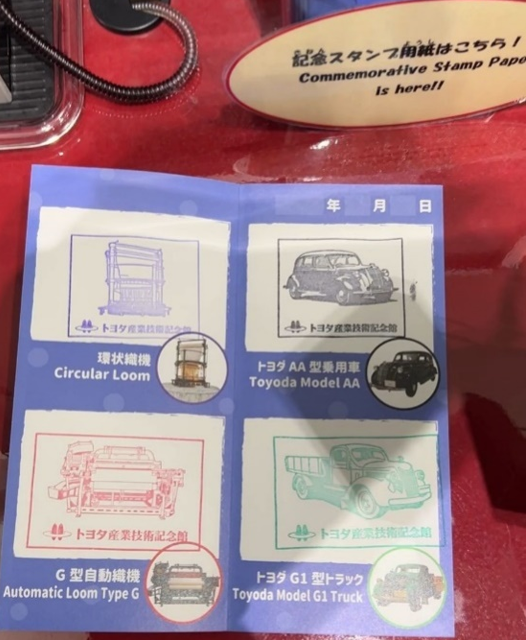 記念スタンプ用紙はこちら！
Commemorative Stamp Pape
is here!!
年 月 日
トヨタ産業技術記念館
トヨタ産業技術記念館
環状織機
Circular Loom
トヨダ AA 型乗用車
Toyoda Model AA
トヨタ産業技術記念館
トヨタ産業技術記念館
G 型自動織機
Automatic Loom Type G
トヨダ G1 型トラック
Toyoda Model G1 Truck